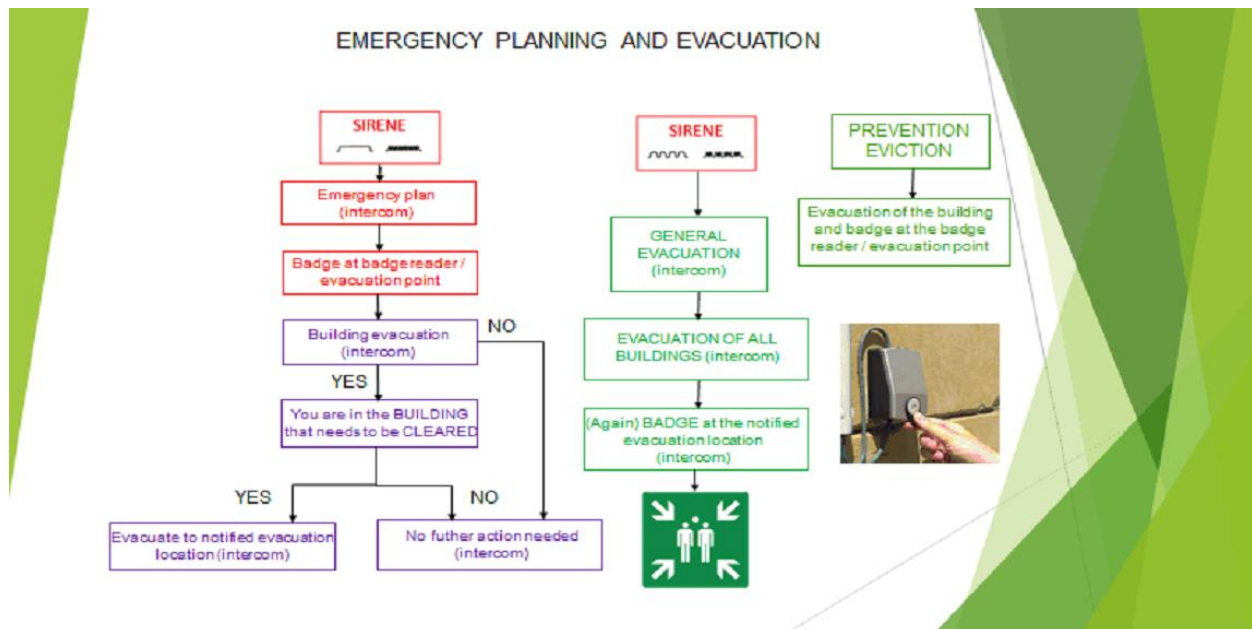 EMERGENCY PLANNING AND EVACUATION
SIRENE
Emergency plan
(intercom)
Badge at badge reader /
evacuation point
Building evacuation
(intercom)
NO
YES
You are in the BUILDING
that needs to be CLEARED
YES
NO
Evacuate to notified evacuation
location (intercom)
No futher action needed
(intercom)
SIRENE
GENERAL
EVACUATION
(intercom)
EVACUATION OF ALL
BUILDINGS (intercom)
(Again) BADGE at the notified
evacuation location
(intercom)
PREVENTION
EVICTION
Evacuation of the building
and badge at the badge
reader / evacuation point